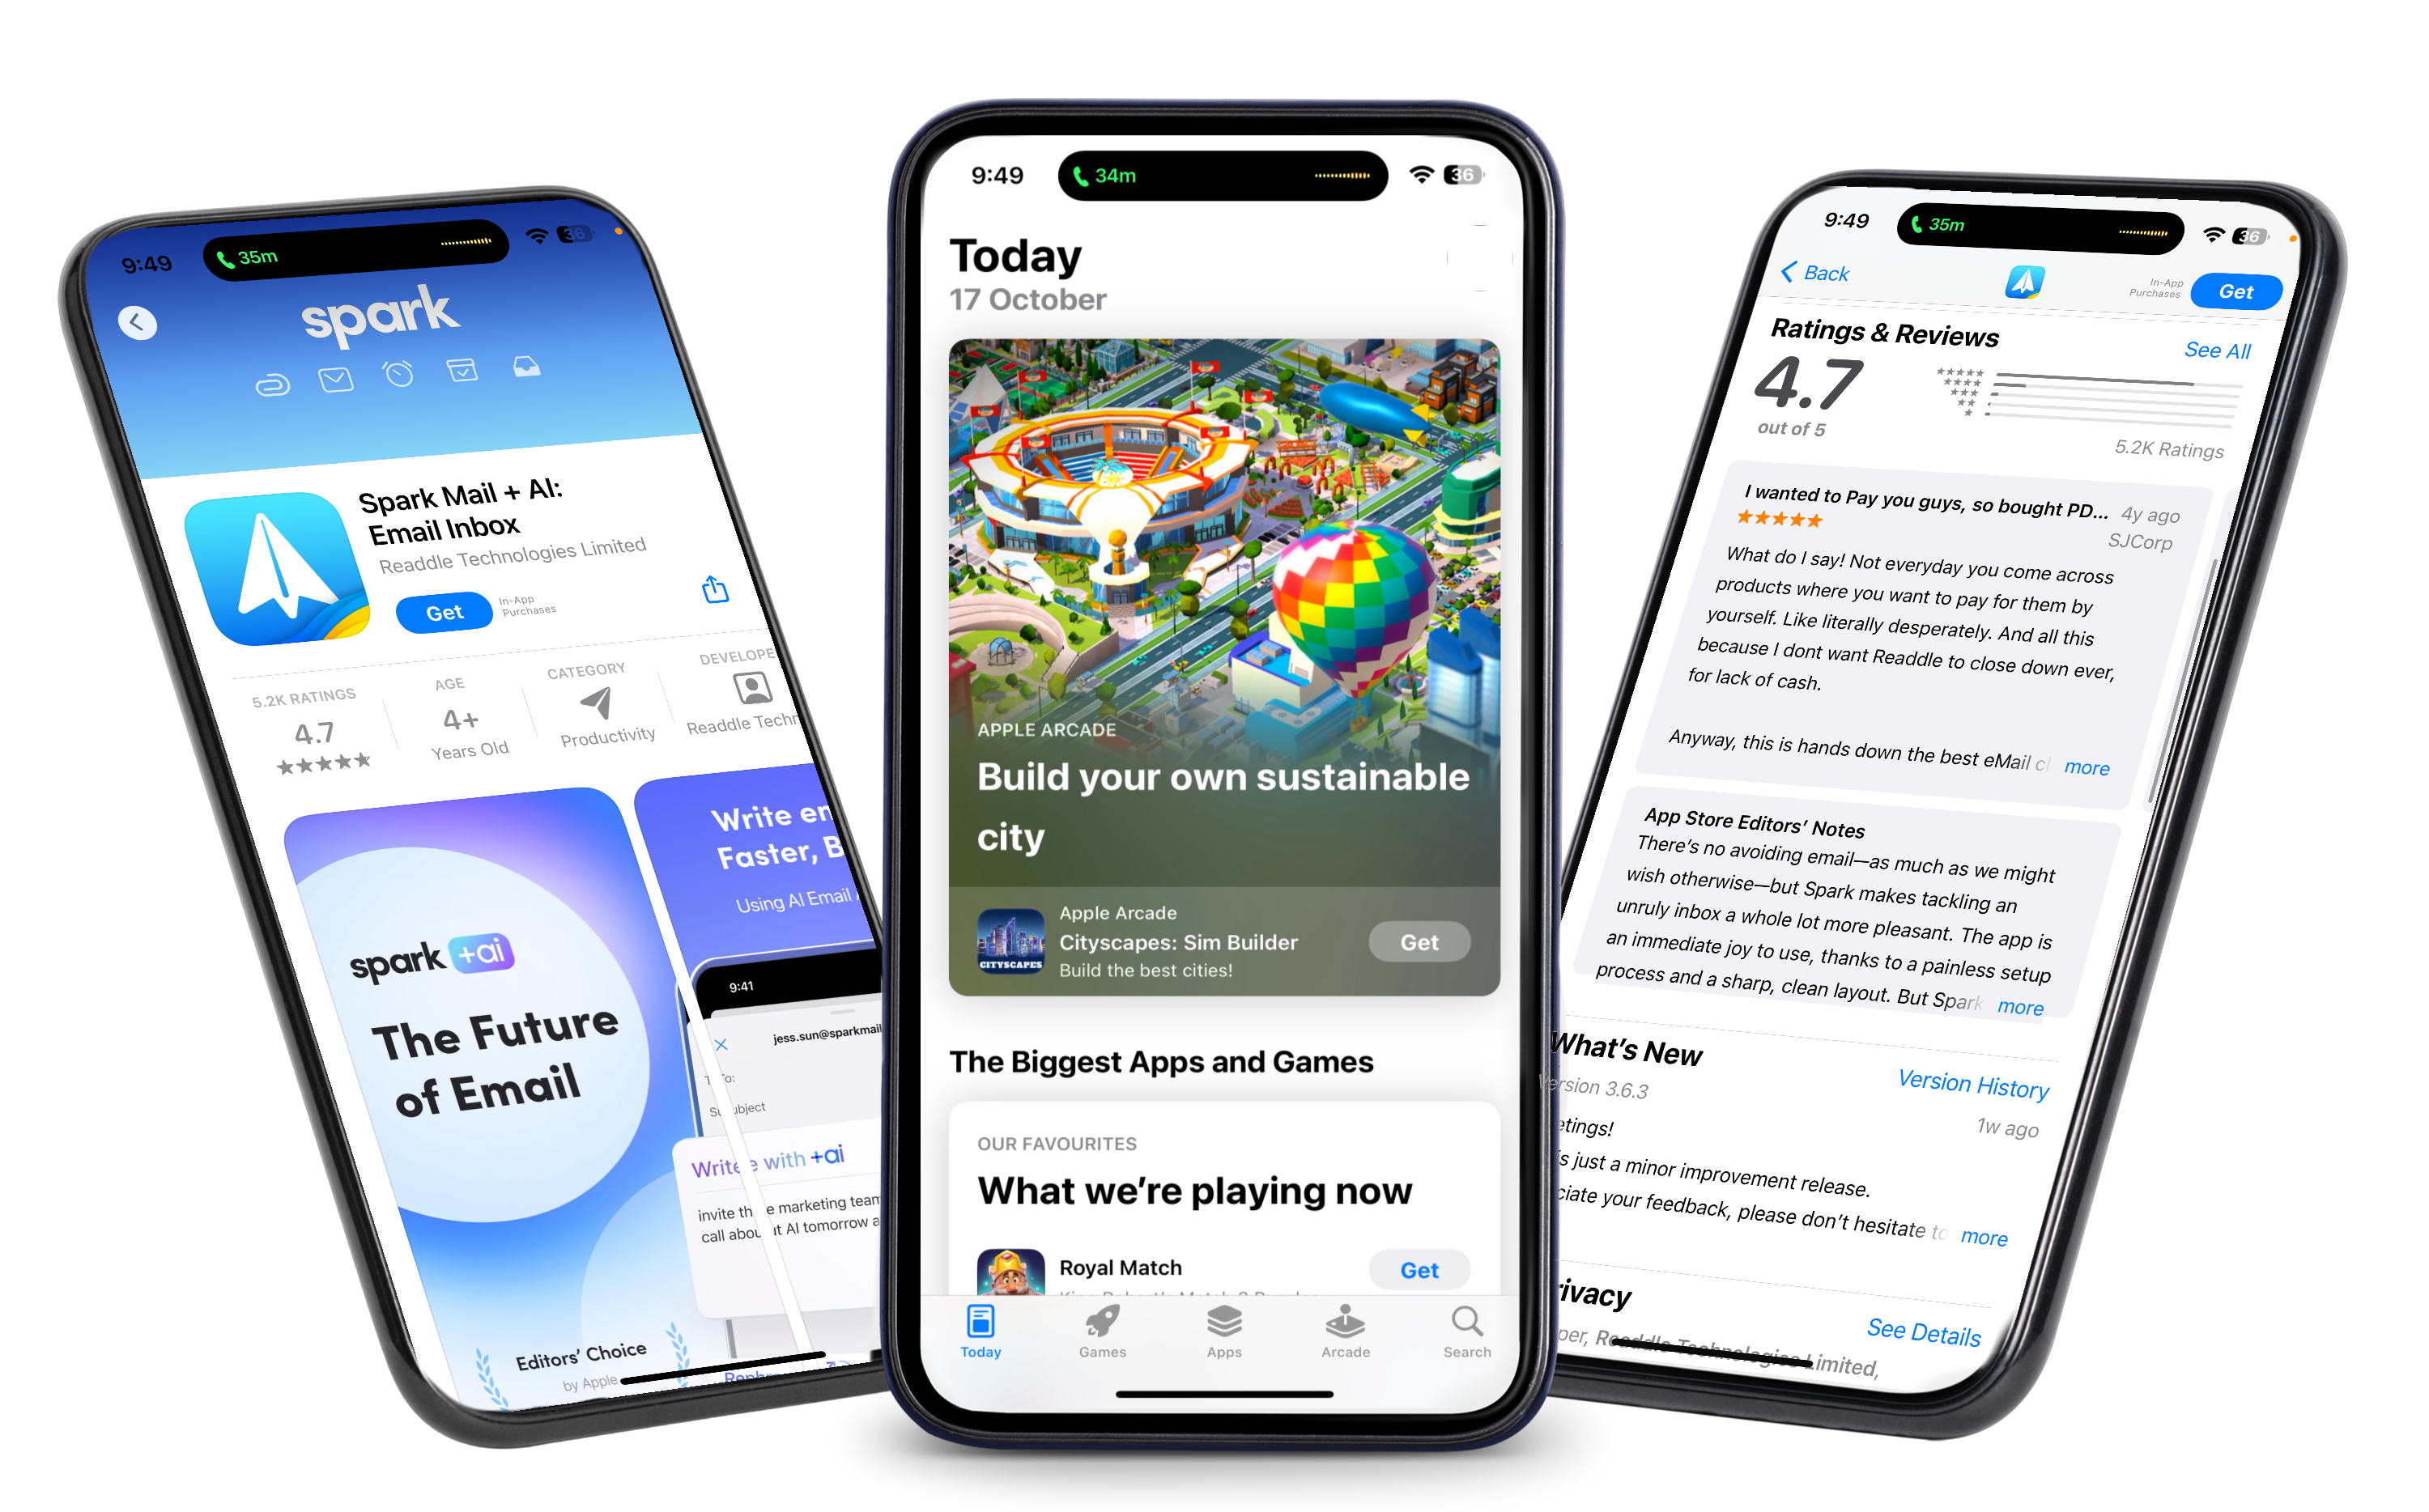 9:49
35m
36
spark
Spark Mail + AI:
Email Inbox
Readdle Technologies Limited
Get
In-App
Purchases
5.2K RATINGS
4.7
AGE
4+
Years Old
CATEGORY
Productivity
DEVELOPE
Readdle Techn
spark +ai
The Future
of Email
Editors' Choice
by Apple
Write en
Faster, B
Using AI Email
9:41
jess.sun@sparkmail
To:
Write with +ai
marketing team
AI tomorrow a
9:49
34m
36
Today
17 October
APPLE ARCADE
Build your own sustainable
city
CITYSCAPES
Apple Arcade
Cityscapes: Sim Builder
Build the best cities!
Get
The Biggest Apps and Games
OUR FAVOURITES
What we're playing now
Royal Match
Get
Today
Games
Apps
Arcade
Search
9:49
35m
36
Back
In-App
Purchases
Get
Ratings & Reviews
See All
4.7
out of 5
5.2K Ratings
I wanted to Pay you guys, so bought PD...
4y ago
SJCorp
What do I say! Not everyday you come across
products where you want to pay for them by
yourself. Like literally desperately. And all this
because I dont want Readdle to close down ever,
for lack of cash.
Anyway, this is hands down the best eMail cl more
App Store Editors' Notes
There's no avoiding email—as much as we might
wish otherwise—but Spark makes tackling an
unruly inbox a whole lot more pleasant. The app is
an immediate joy to use, thanks to a painless setup
process and a sharp, clean layout. But Spark more
What's New
Version History
Version 3.6.3
1w ago
etings!
is just a minor improvement release.
ciate your feedback, please don't hesitate to more
rivacy
See Details
per, Readdle Technologies Limited,